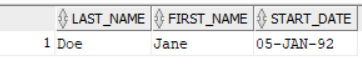 LAST_NAME FIRST_NAME START_DATE
1 Doe Jane 05-JAN-92